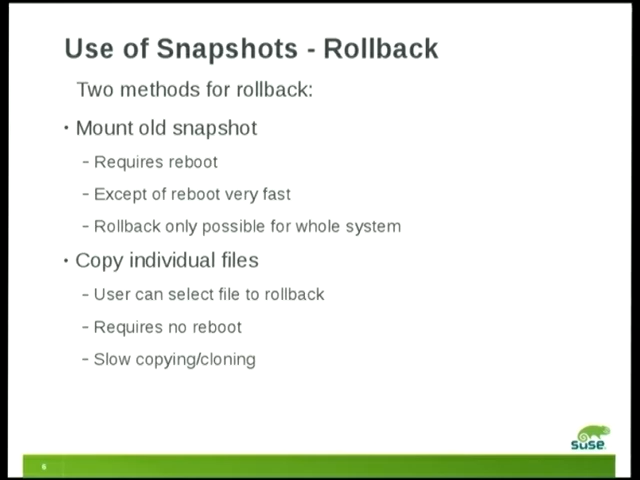 Use of Snapshots - Rollback
Two methods for rollback:
• Mount old snapshot
– Requires reboot
– Except of reboot very fast
– Rollback only possible for whole system
• Copy individual files
– User can select file to rollback
– Requires no reboot
– Slow copying/cloning
SUSE
6